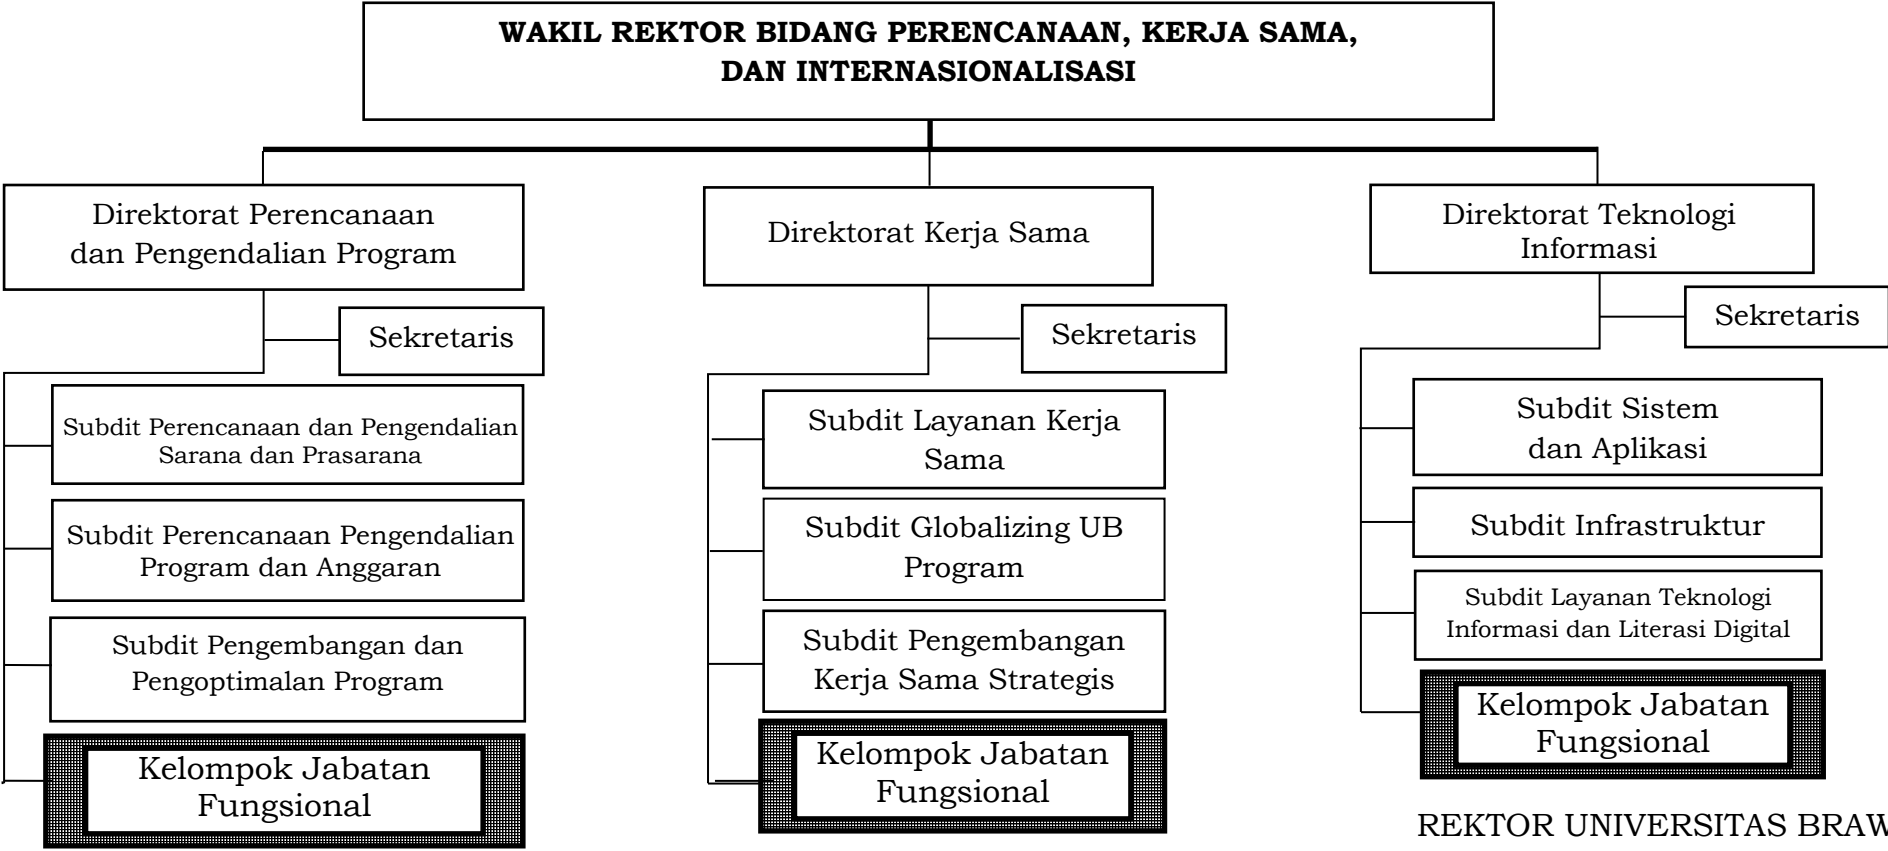 WAKIL REKTOR BIDANG PERENCANAAN, KERJA SAMA,
DAN INTERNASIONALISASI
Direktorat Perencanaan
dan Pengendalian Program
Sekretaris
Subdit Perencanaan dan Pengendalian
Sarana dan Prasarana
Subdit Perencanaan Pengendalian
Program dan Anggaran
Subdit Pengembangan dan
Pengoptimalan Program
Kelompok Jabatan
Fungsional
Direktorat Kerja Sama
Sekretaris
Subdit Layanan Kerja
Sama
Subdit Globalizing UB
Program
Subdit Pengembangan
Kerja Sama Strategis
Kelompok Jabatan
Fungsional
Direktorat Teknologi
Informasi
Sekretaris
Subdit Sistem
dan Aplikasi
Subdit Infrastruktur
Subdit Layanan Teknologi
Informasi dan Literasi Digital
Kelompok Jabatan
Fungsional
REKTOR UNIVERSITAS